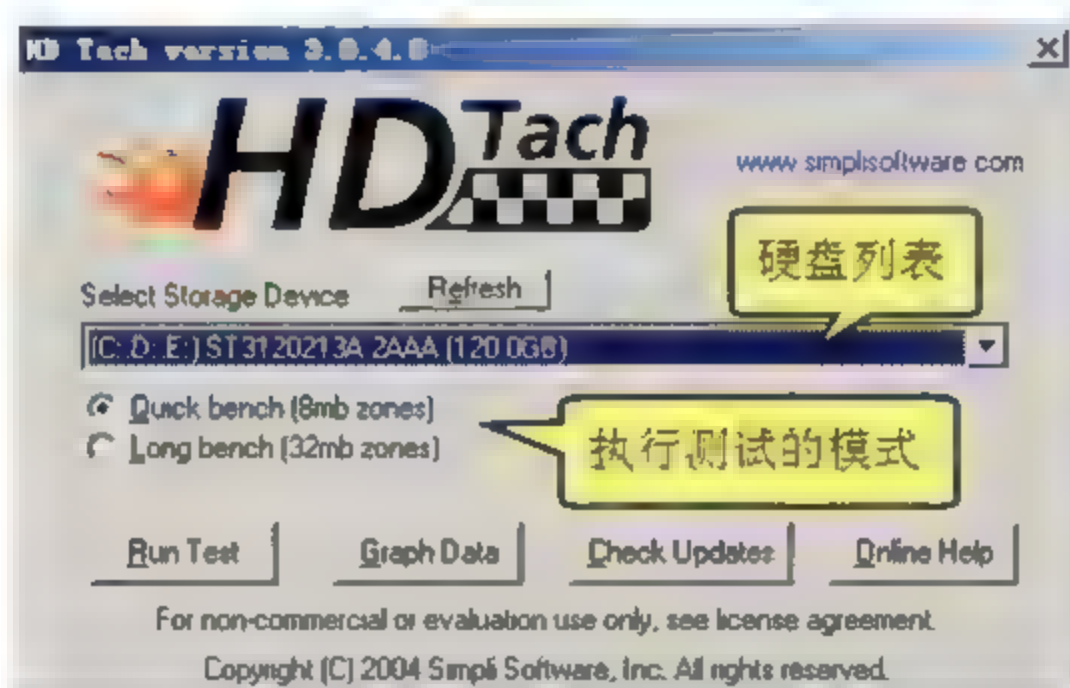 HD Tach version 3.0.4.0
HD Tach
www.simplisoftware.com
硬盘列表
Select Storage Device Refresh
(C:,D:,E:) ST3120213A 2AAA (120.0GB)
Quick bench (8mb zones)
Long bench (32mb zones)
执行测试的模式
Run Test Graph Data Check Updates Online Help
For non-commercial or evaluation use only, see license agreement.
Copyright (C) 2004 Simpli Software, Inc. All rights reserved.